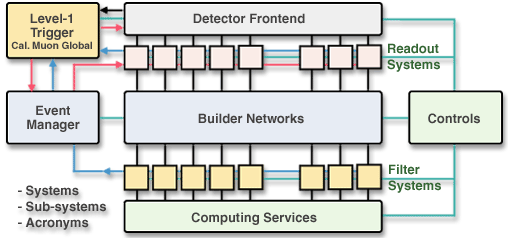 Level-1
Trigger
Cal. Muon Global
Detector Frontend
Readout
Systems
Event
Manager
Builder Networks
Controls
Filter
Systems
- Systems
- Sub-systems
- Acronyms
Computing Services